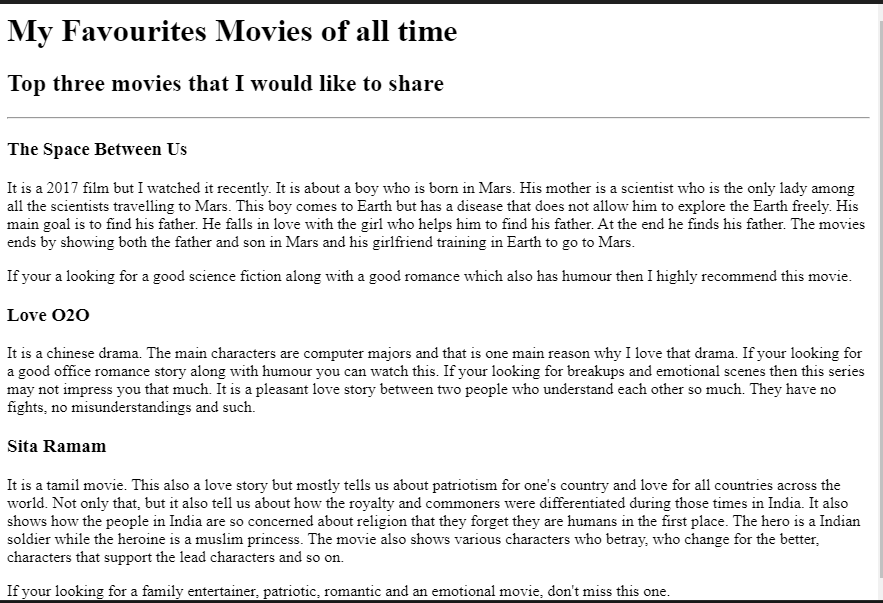 My Favourites Movies of all time
Top three movies that I would like to share
The Space Between Us
It is a 2017 film but I watched it recently. It is about a boy who is born in Mars. His mother is a scientist who is the only lady among
all the scientists travelling to Mars. This boy comes to Earth but has a disease that does not allow him to explore the Earth freely. His
main goal is to find his father. He falls in love with the girl who helps him to find his father. At the end he finds his father. The movies
ends by showing both the father and son in Mars and his girlfriend training in Earth to go to Mars.
If your a looking for a good science fiction along with a good romance which also has humour then I highly recommend this movie.
Love O2O
It is a chinese drama. The main characters are computer majors and that is one main reason why I love that drama. If your looking for
a good office romance story along with humour you can watch this. If your looking for breakups and emotional scenes then this series
may not impress you that much. It is a pleasant love story between two people who understand each other so much. They have no
fights, no misunderstandings and such.
Sita Ramam
It is a tamil movie. This also a love story but mostly tells us about patriotism for one's country and love for all countries across the
world. Not only that, but it also tell us about how the royalty and commoners were differentiated during those times in India. It also
shows how the people in India are so concerned about religion that they forget they are humans in the first place. The hero is a Indian
soldier while the heroine is a muslim princess. The movie also shows various characters who betray, who change for the better,
characters that support the lead characters and so on.
If your looking for a family entertainer, patriotic, romantic and an emotional movie, don't miss this one.